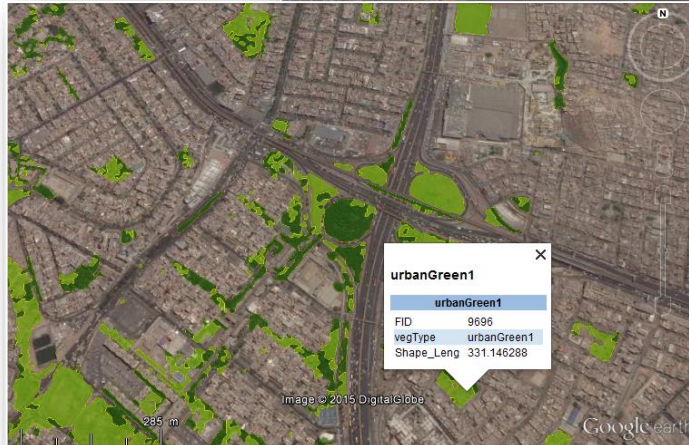 N
urbanGreen1
urbanGreen1
FID 9696
vegType urbanGreen1
Shape_Leng 331.146288
Image © 2015 DigitalGlobe
285 m
Google earth